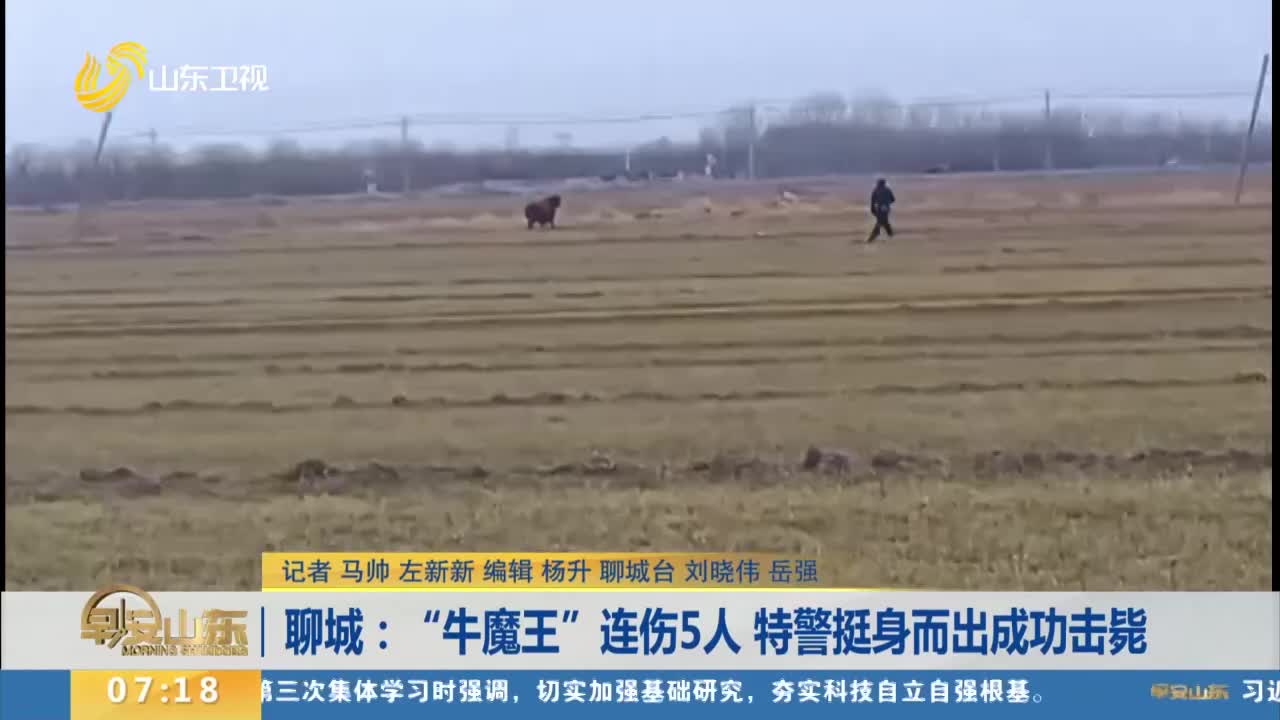 山东卫视
记者 马帅 左新新 编辑 杨升 聊城台 刘晓伟 岳强
早安山东
MORNING SHANDONG
聊城：“牛魔王”连伤5人 特警挺身而出成功击毙
07:18
第三次集体学习时强调，切实加强基础研究，夯实科技自立自强根基。
早安山东
习近